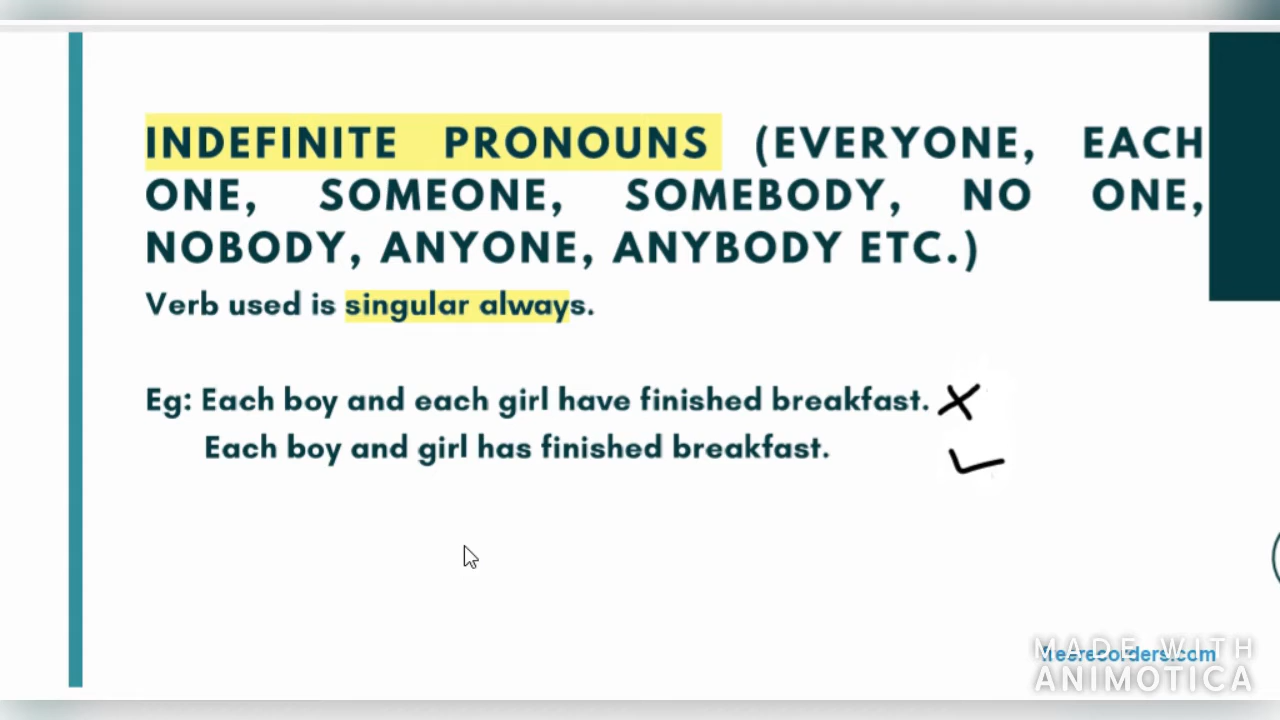 INDEFINITE PRONOUNS (EVERYONE, EACH
ONE, SOMEONE, SOMEBODY, NO ONE,
NOBODY, ANYONE, ANYBODY ETC.)
Verb used is singular always.
Eg: Each boy and each girl have finished breakfast.
Each boy and girl has finished breakfast.
MADE WITH
ANIMOTICA